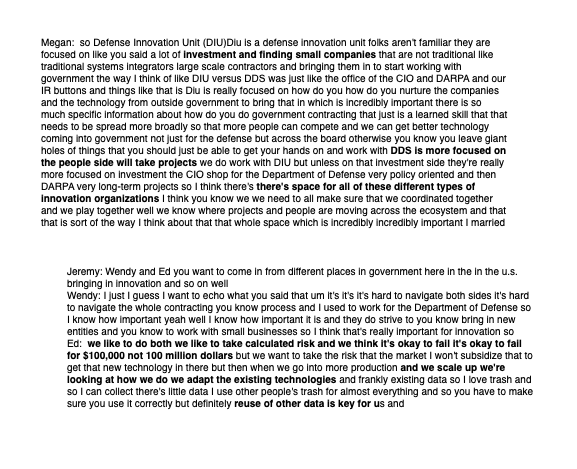 Megan:  so Defense Innovation Unit (DIU)Diu is a defense innovation unit folks aren't familiar they are
focused on like you said a lot of investment and finding small companies that are not traditional like
traditional systems integrators large scale contractors and bringing them in to start working with
government the way I think of like DIU versus DDS was just like the office of the CIO and DARPA and our
IR buttons and things like that is Diu is really focused on how do you how do you nurture the companies
and the technology from outside government to bring that in which is incredibly important there is so
much specific information about how do you do government contracting that just is a learned skill that that
needs to be spread more broadly so that more people can compete and we can get better technology
coming into government not just for the defense but across the board otherwise you know you leave giant
holes of things that you should just be able to get your hands on and work with DDS is more focused on
the people side will take projects we do work with DIU but unless on that investment side they're really
more focused on investment the CIO shop for the Department of Defense very policy oriented and then
DARPA very long-term projects so I think there's there's space for all of these different types of
innovation organizations I think you know we we need to all make sure that we coordinated together
and we play together well we know where projects and people are moving across the ecosystem and that
that is sort of the way I think about that that whole space which is incredibly incredibly important I married
Jeremy: Wendy and Ed you want to come in from different places in government here in the in the u.s.
bringing in innovation and so on well
Wendy: I just I guess I want to echo what you said that um it's it's it's hard to navigate both sides it's hard
to navigate the whole contracting you know process and I used to work for the Department of Defense so
I know how important yeah well I know how important it is and they do strive to you know bring in new
entities and you know to work with small businesses so I think that's really important for innovation so
Ed:  we like to do both we like to take calculated risk and we think it's okay to fail it's okay to fail
for $100,000 not 100 million dollars but we want to take the risk that the market I won't subsidize that to
get that new technology in there but then when we go into more production and we scale up we're
looking at how we do we adapt the existing technologies and frankly existing data so I love trash and
so I can collect there's little data I use other people's trash for almost everything and so you have to make
sure you use it correctly but definitely reuse of other data is key for us and